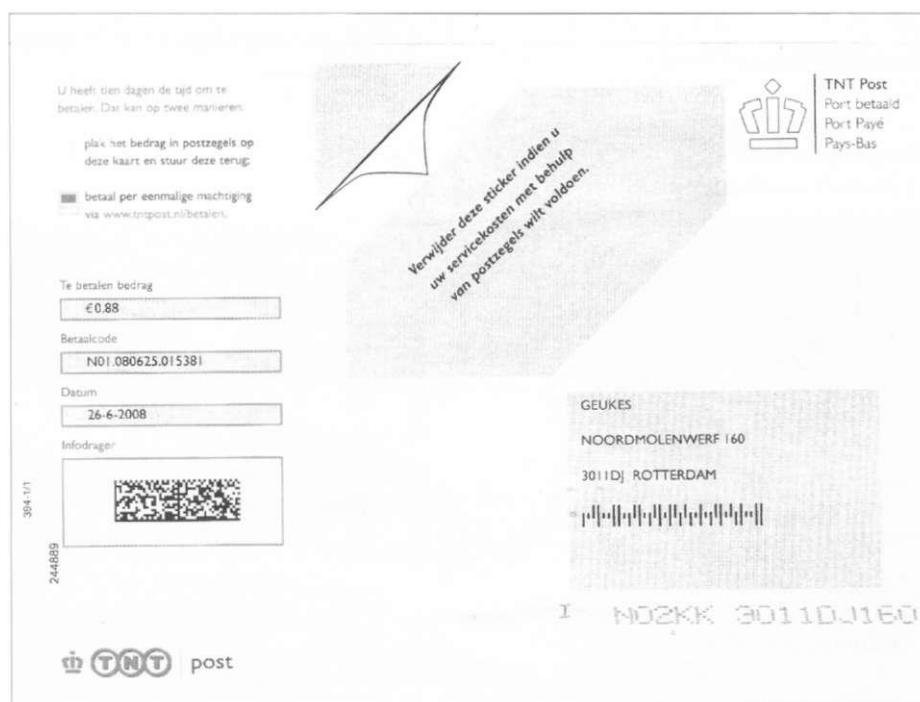 U heeft tien dagen de tijd om te
betalen. Dat kan op twee manieren:
plak het bedrag in postzegels op
deze kaart en stuur deze terug;
betaal per eenmalige machtiging
via www.tntpost.nl/betalen.
Verwijder deze sticker indien u
uw servicekosten met behulp
van postzegels wilt voldoen.
TNT Post
Port betaald
Port Payé
Pays-Bas
Te betalen bedrag
€0.88
Betaalcode
N01.080625.015381
Datum
26-6-2008
Infodrager
394-1/1
244889
GEUKES
NOORDMOLENWERF 160
3011DJ ROTTERDAM
I N02KK 3011DJ160
TNT post